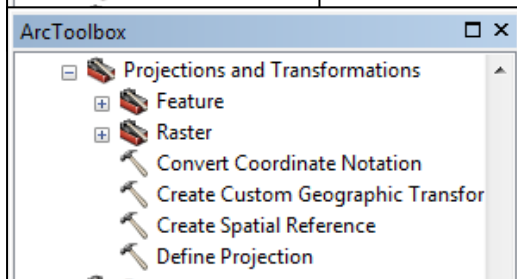 ArcToolbox
Projections and Transformations
Feature
Raster
Convert Coordinate Notation
Create Custom Geographic Transfor
Create Spatial Reference
Define Projection